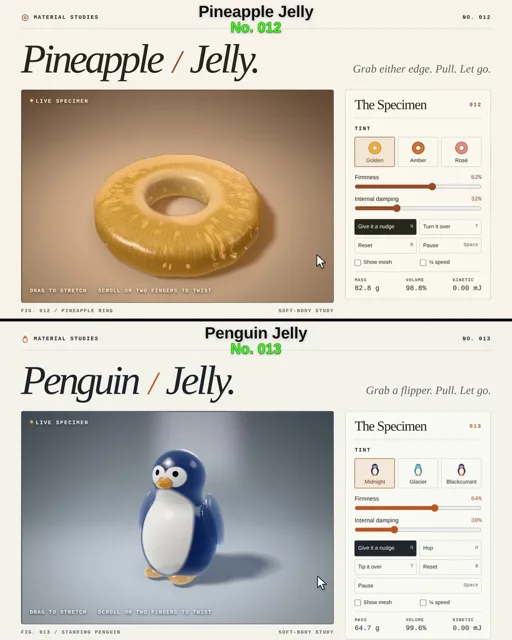 Pineapple Jelly
No. 012
MATERIAL STUDIES
NO. 012
Pineapple / Jelly.
Grab either edge. Pull. Let go.
LIVE SPECIMEN
DRAG TO STRETCH · SCROLL OR TWO FINGERS TO TWIST
FIG. 012 / PINEAPPLE RING
SOFT-BODY STUDY
The Specimen
012
TINT
Golden
Amber
Rosé
Firmness
62%
Internal damping
32%
Give it a nudge
N
Turn it over
T
Reset
R
Pause
Space
Show mesh
¼ speed
MASS
VOLUME
KINETIC
82.8 g
98.8%
0.00 mJ
Penguin Jelly
No. 013
MATERIAL STUDIES
NO. 013
Penguin / Jelly.
Grab a flipper. Pull. Let go.
LIVE SPECIMEN
DRAG TO STRETCH · SCROLL OR TWO FINGERS TO TWIST
FIG. 013 / STANDING PENGUIN
SOFT-BODY STUDY
The Specimen
013
TINT
Midnight
Glacier
Blackcurrant
Firmness
64%
Internal damping
30%
Give it a nudge
N
Hop
H
Tip it over
T
Reset
R
Pause
Space
Show mesh
¼ speed
MASS
VOLUME
KINETIC
64.7 g
99.6%
0.00 mJ